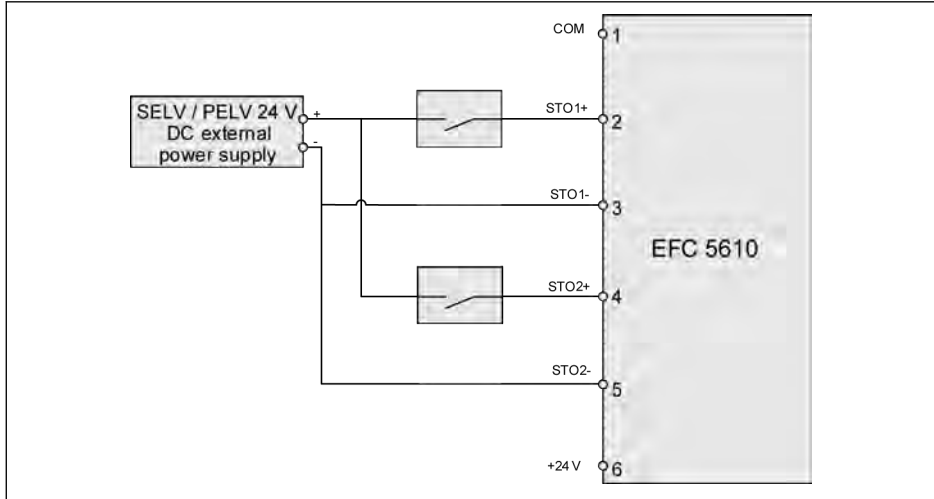 COM
1
SELV / PELV 24 V
DC external
power supply
+
-
STO1+
2
STO1-
3
EFC 5610
STO2+
4
STO2-
5
+24 V
6